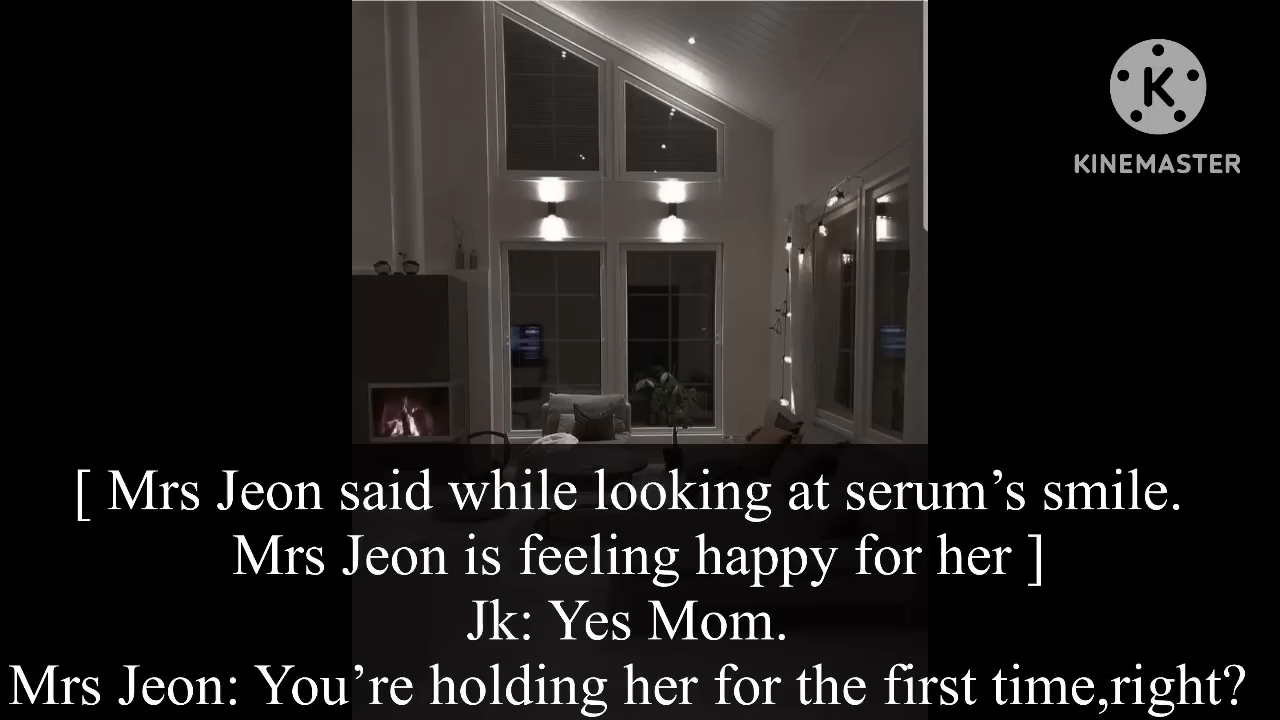 K
KINEMASTER
[ Mrs Jeon said while looking at serum’s smile.
Mrs Jeon is feeling happy for her ]
Jk: Yes Mom.
Mrs Jeon: You’re holding her for the first time,right?